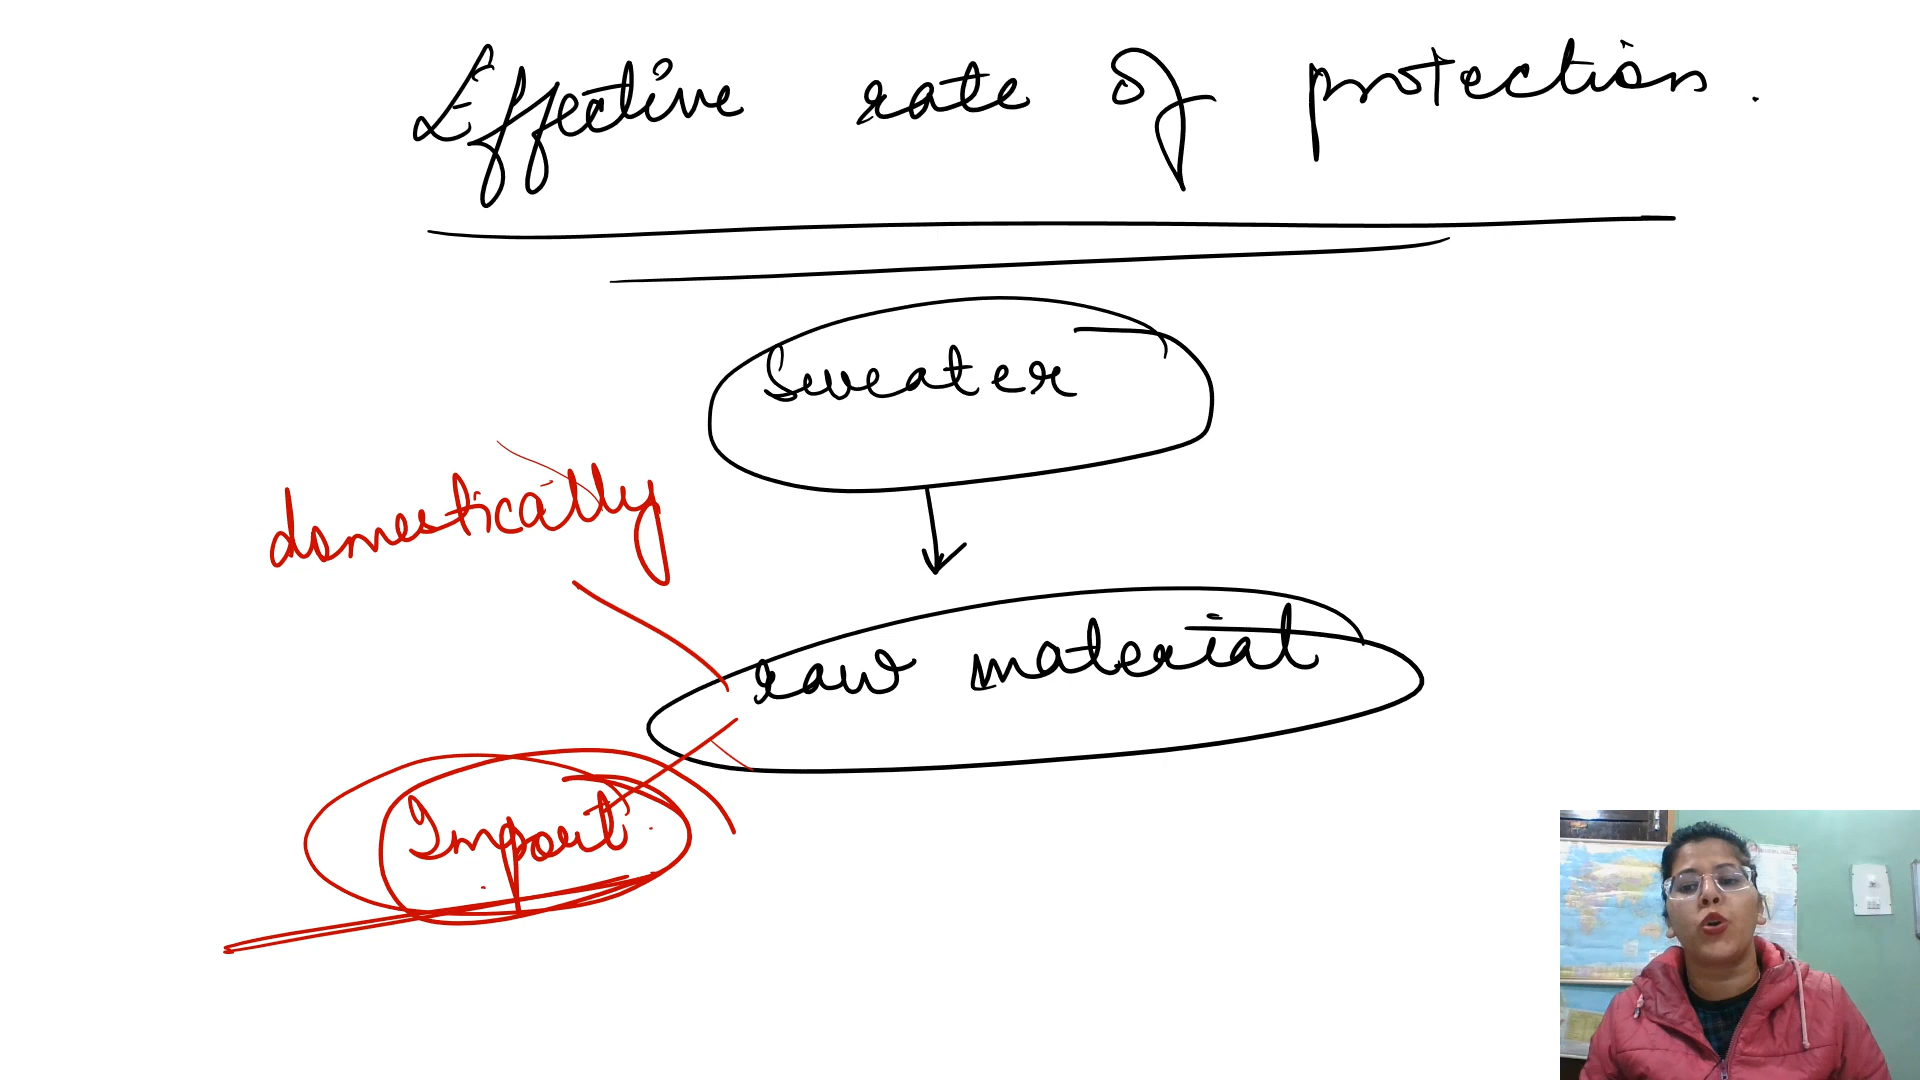 Effective rate of protection.
Sweater
domestically
raw material
Import